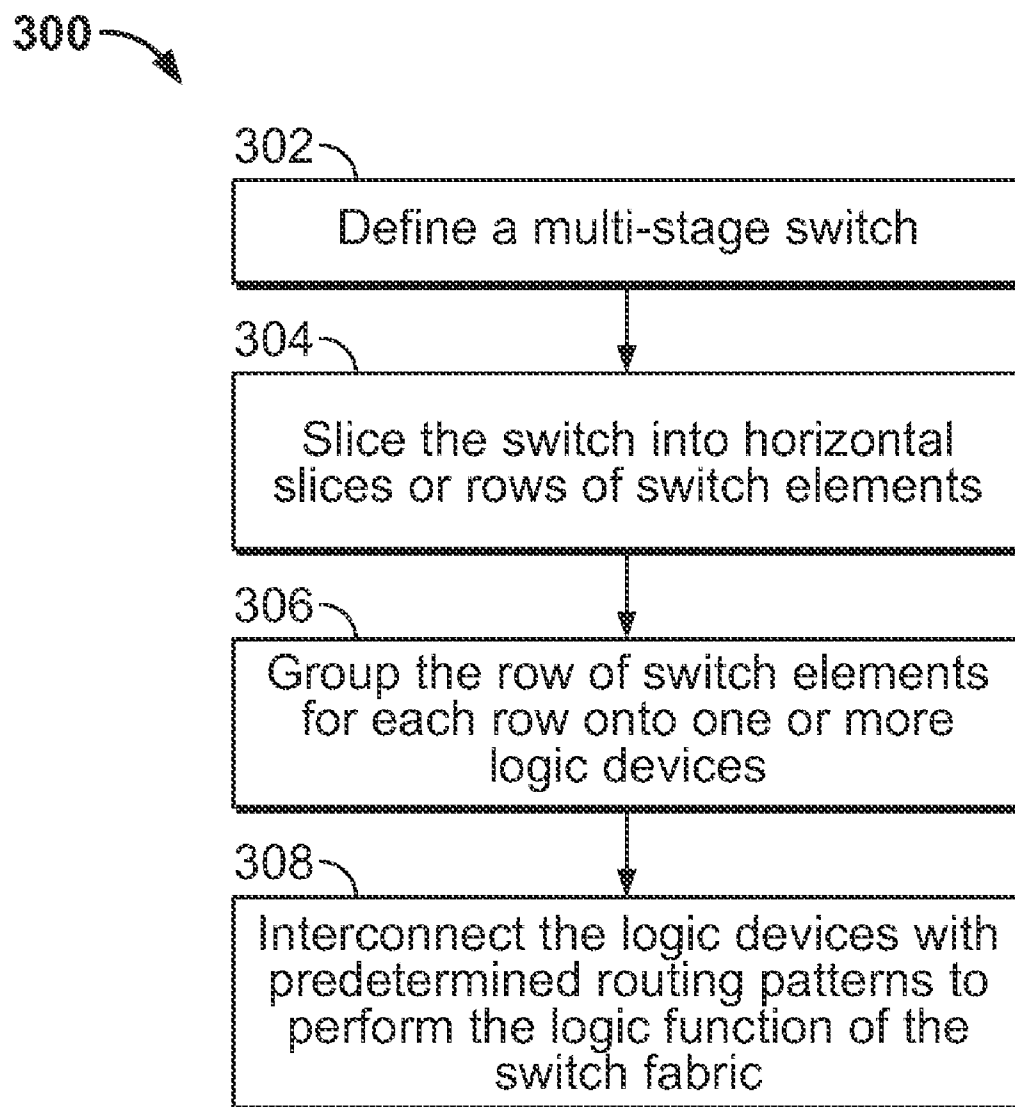 300
302
Define a multi-stage switch
304
Slice the switch into horizontal
slices or rows of switch elements
306
Group the row of switch elements
for each row onto one or more
logic devices
308
Interconnect the logic devices with
predetermined routing patterns to
perform the logic function of the
switch fabric